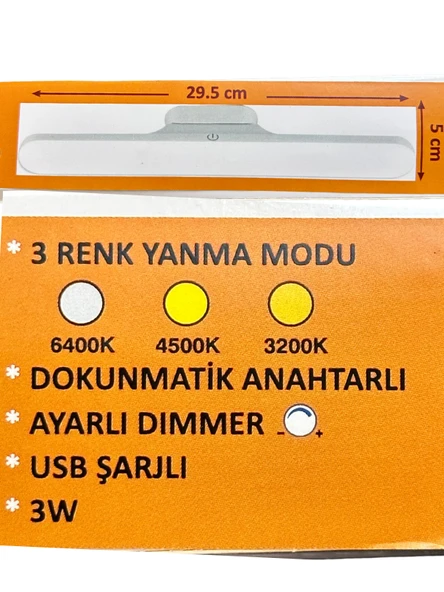 29.5 cm
5 cm
* 3 RENK YANMA MODU
6400K 4500K 3200K
* DOKUNMATİK ANAHTARLI
* AYARLI DIMMER - +
* USB ŞARJLI
* 3W